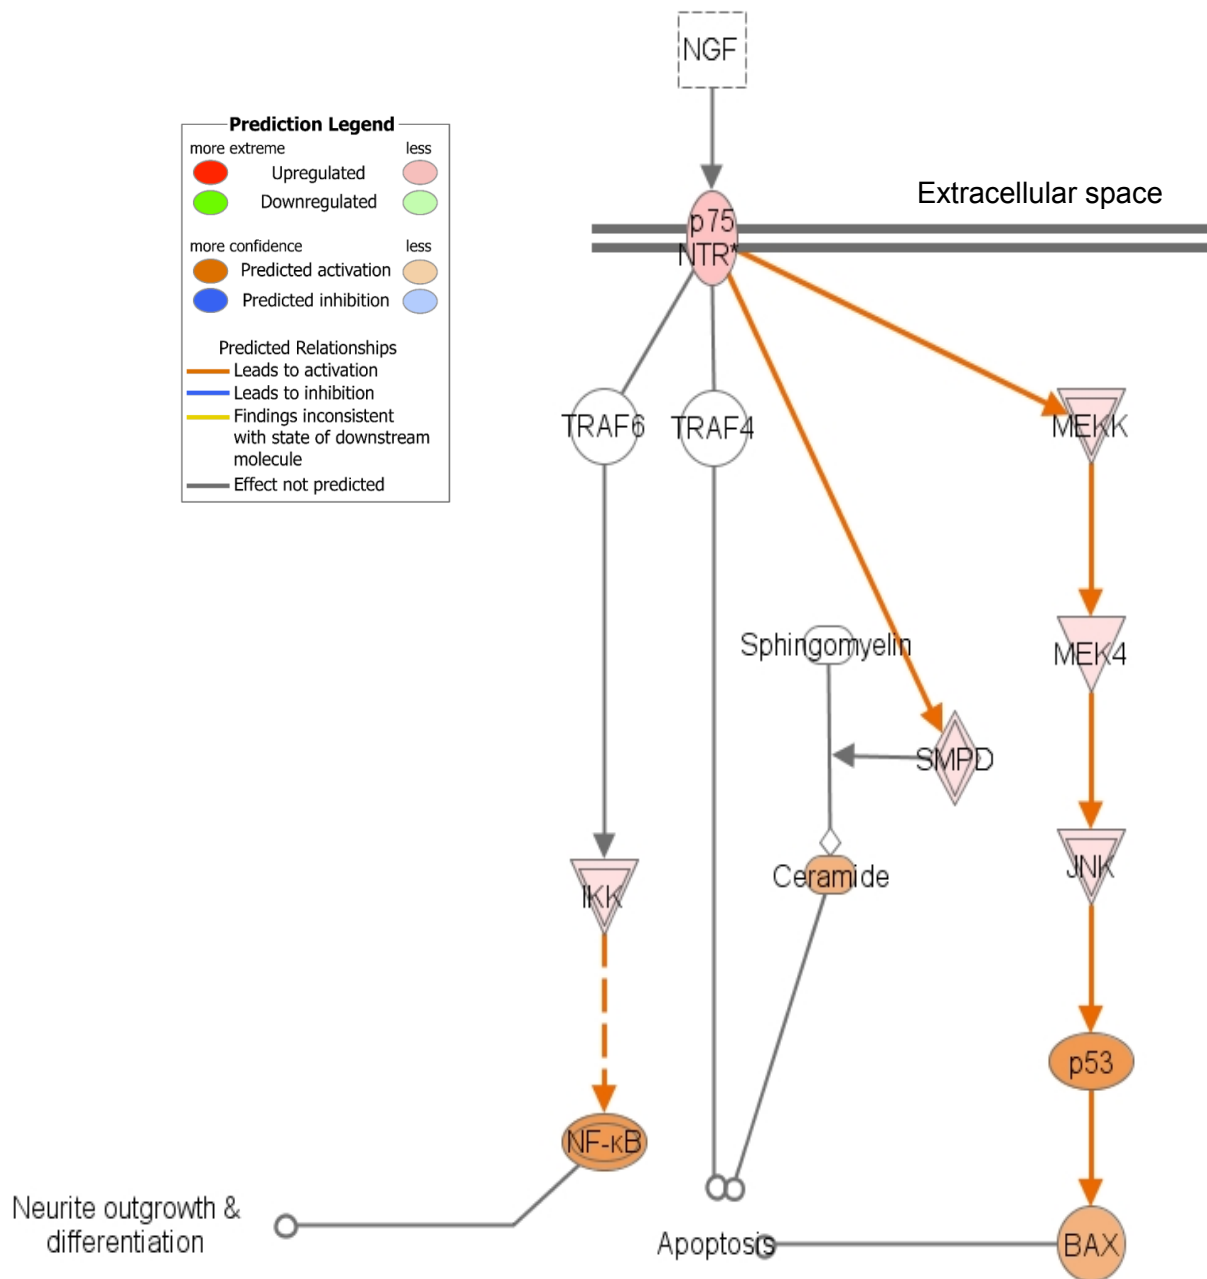 NGF
Prediction Legend
more extreme less
Upregulated
Downregulated
more confidence less
Predicted activation
Predicted inhibition
Predicted Relationships
Leads to activation
Leads to inhibition
Findings inconsistent
with state of downstream
molecule
Effect not predicted
Extracellular space
p75
NTR*
TRAF6
TRAF4
MEKK
Sphingomyelin
MEK4
SMPD
Ceramide
JNK
IKK
p53
NF-κB
Neurite outgrowth &
differentiation
Apoptosis
BAX